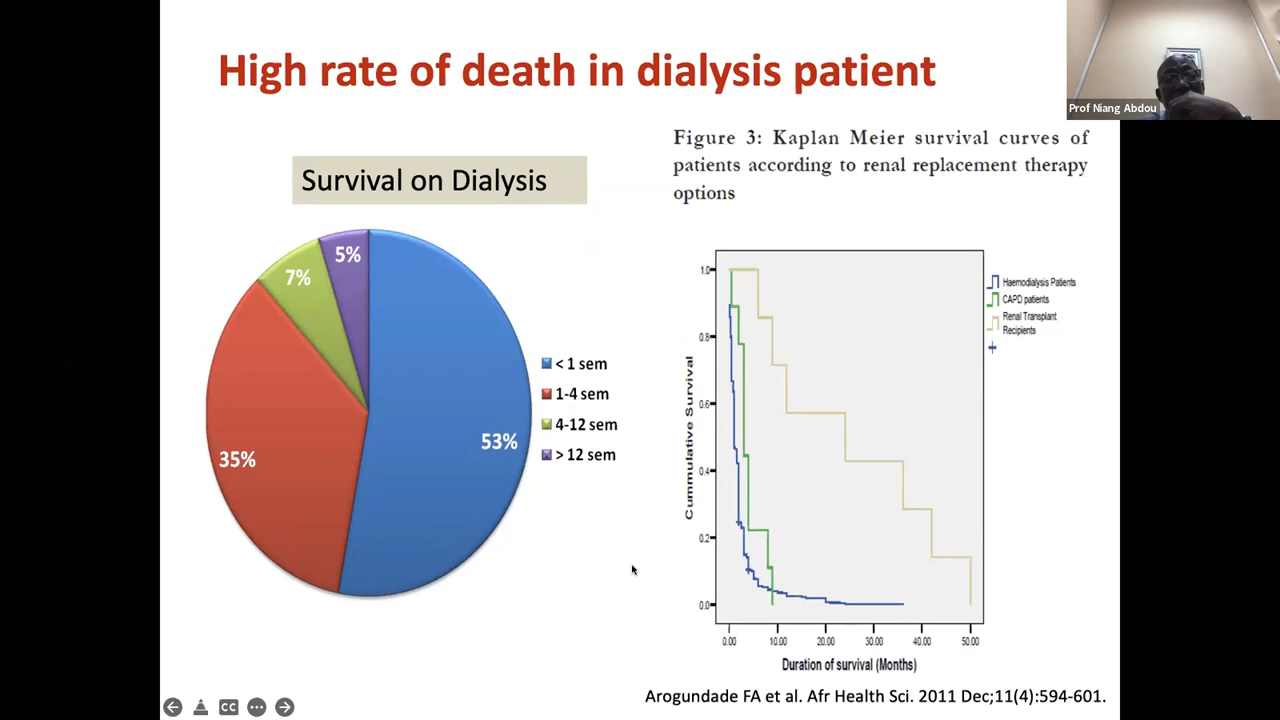 High rate of death in dialysis patient
Prof Niang Abdou
Survival on Dialysis
5%
7%
35%
53%
< 1 sem
1-4 sem
4-12 sem
> 12 sem
Figure 3: Kaplan Meier survival curves of
patients according to renal replacement therapy
options
Cummulative Survival
1.0
0.8
0.6
0.4
0.2
0.0
0.00 10.00 20.00 30.00 40.00 50.00
Duration of survival (Months)
Haemodialysis Patients
CAPD patients
Renal Transplant
Recipients
Arogundade FA et al. Afr Health Sci. 2011 Dec;11(4):594-601.
CC